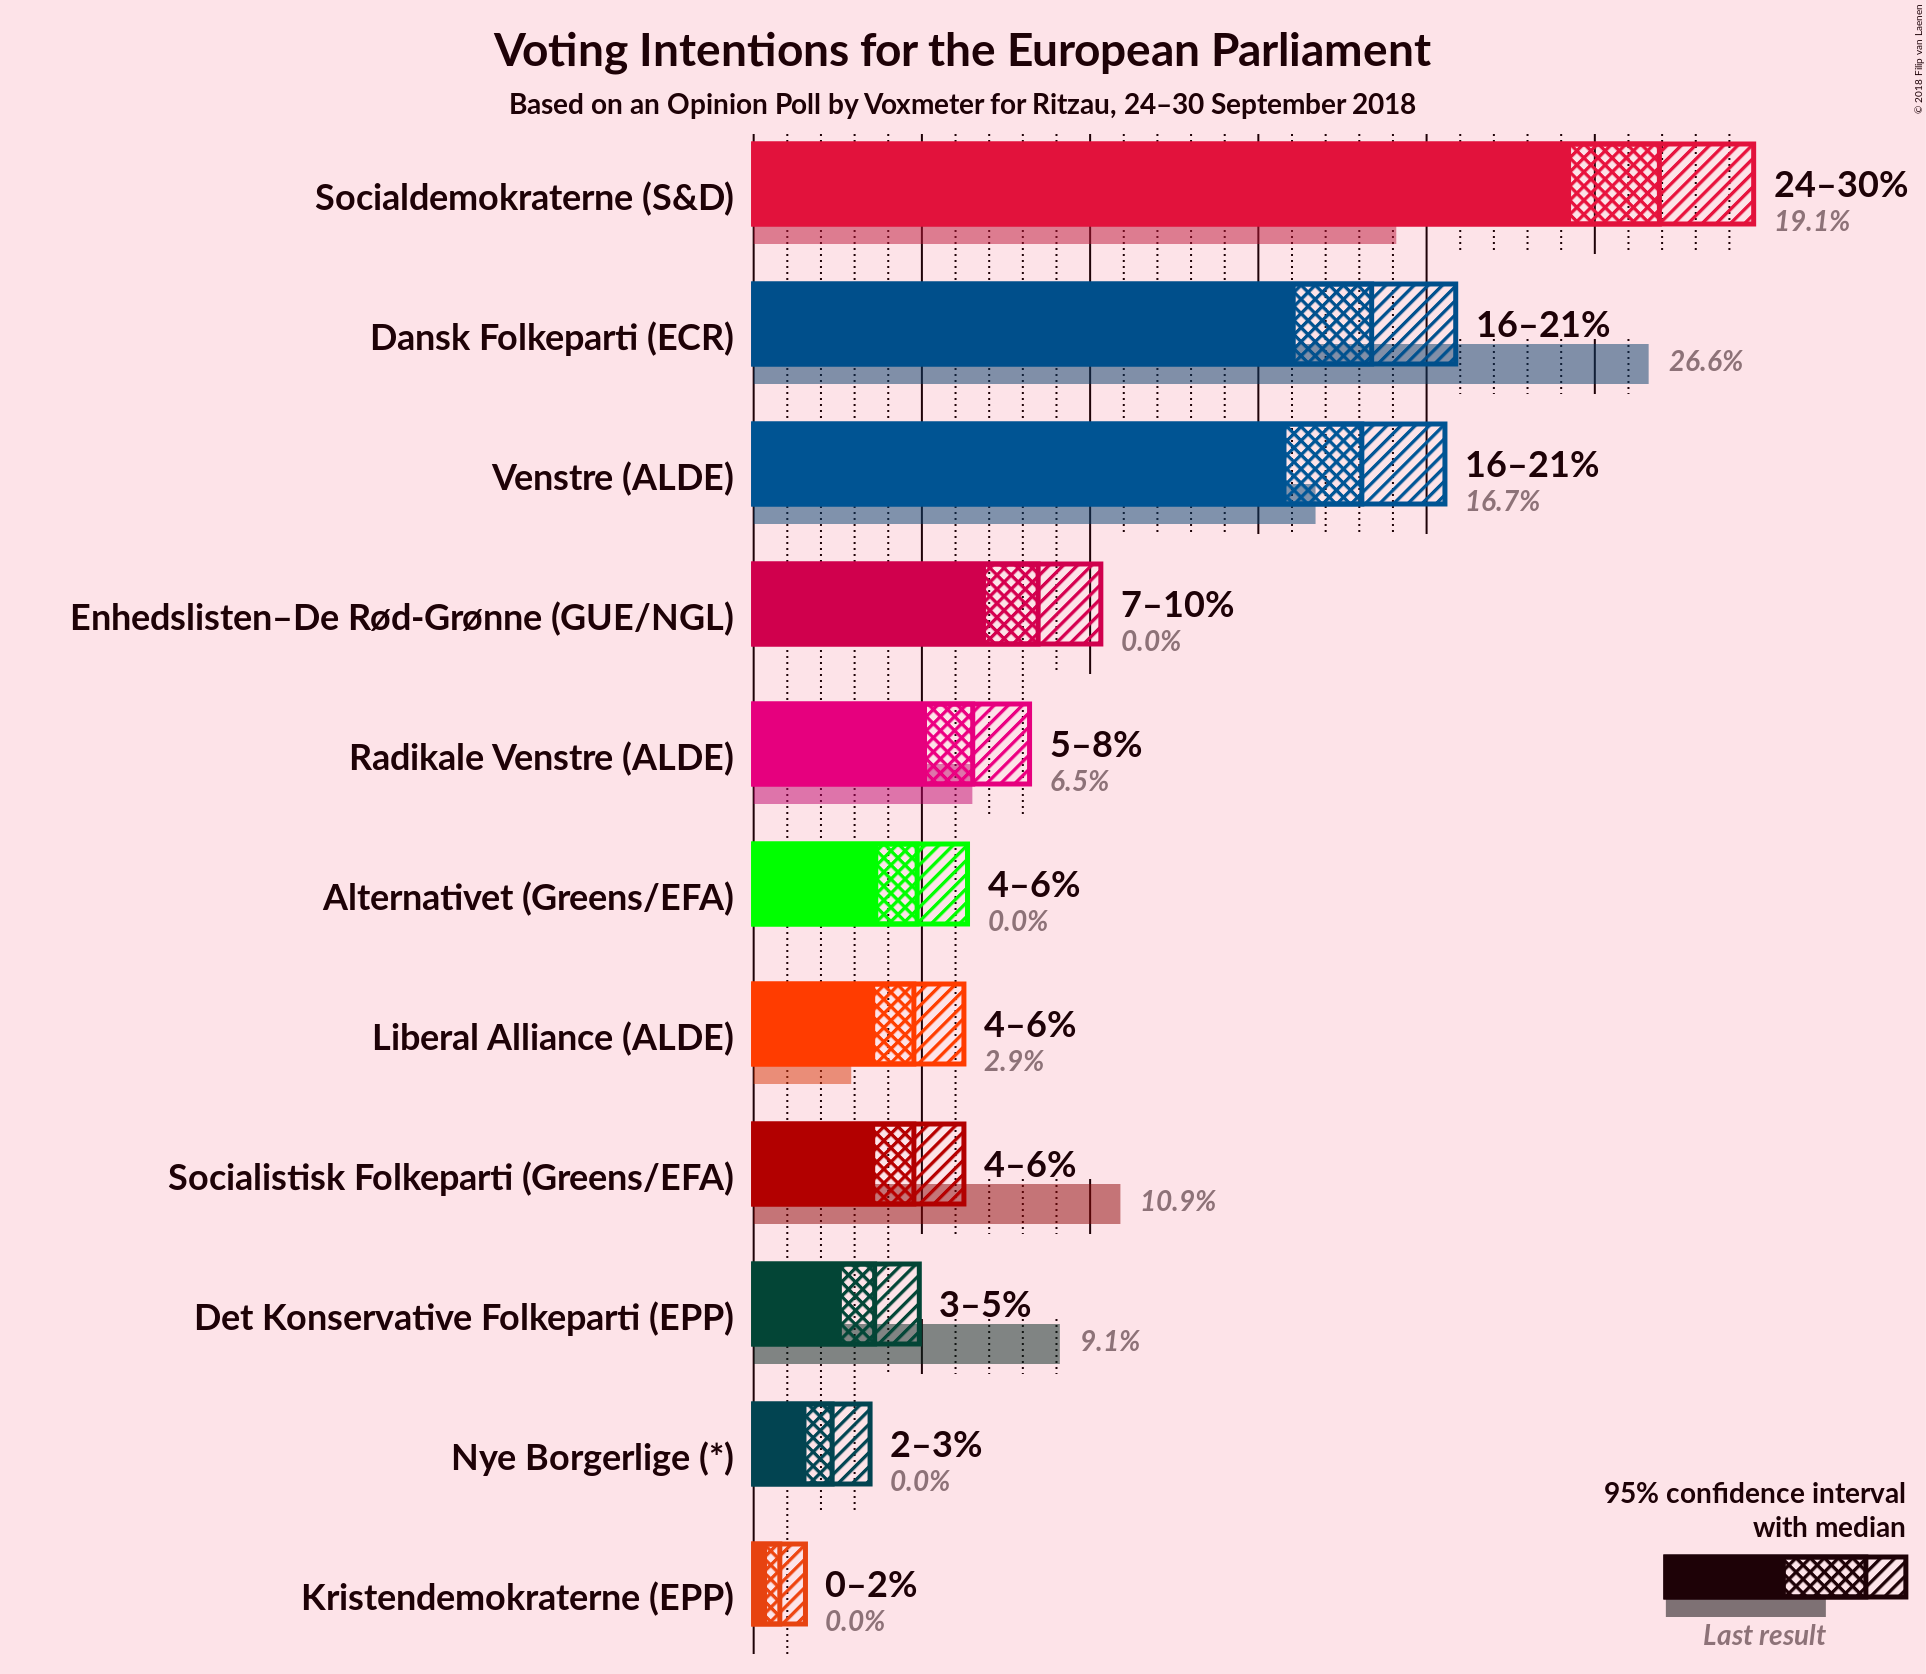 Voting Intentions for the European Parliament
Based on an Opinion Poll by Voxmeter for Ritzau, 24–30 September 2018
© 2018 Filip van Laenen
Socialdemokraterne (S&D)
24–30%
19.1%
Dansk Folkeparti (ECR)
16–21%
26.6%
Venstre (ALDE)
16–21%
16.7%
Enhedslisten–De Rød-Grønne (GUE/NGL)
7–10%
0.0%
Radikale Venstre (ALDE)
5–8%
6.5%
Alternativet (Greens/EFA)
4–6%
0.0%
Liberal Alliance (ALDE)
4–6%
2.9%
Socialistisk Folkeparti (Greens/EFA)
4–6%
10.9%
Det Konservative Folkeparti (EPP)
3–5%
9.1%
Nye Borgerlige (*)
2–3%
0.0%
Kristendemokraterne (EPP)
0–2%
0.0%
95% confidence interval
with median
Last result